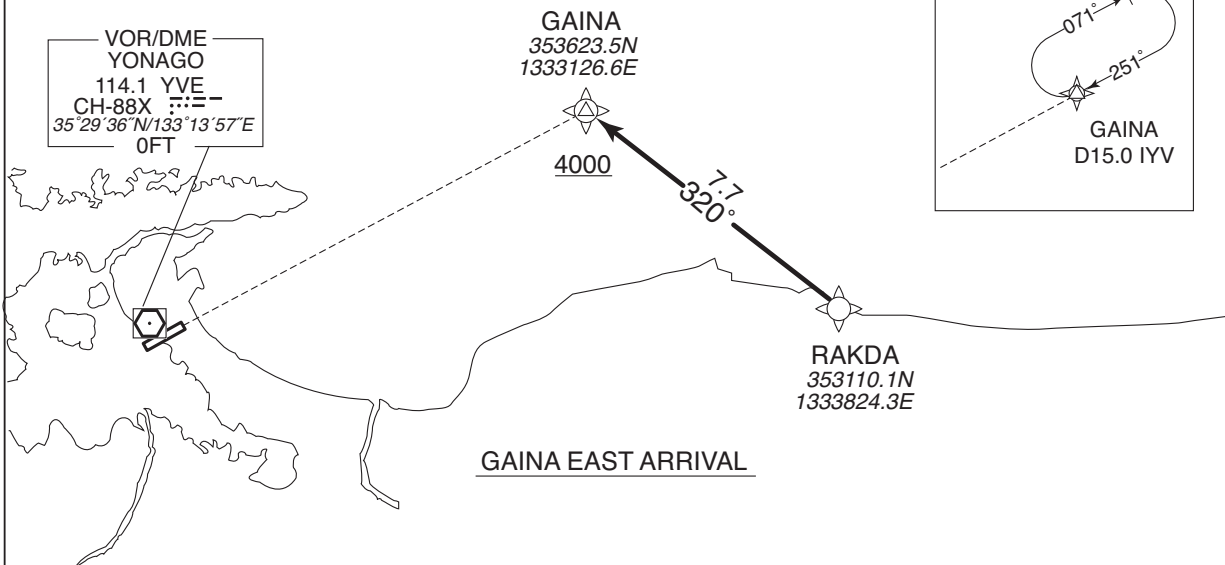 VOR/DME
YONAGO
114.1 YVE
CH-88X
35°29′36″N/133°13′57″E
0FT
GAINA
353623.5N
1333126.6E
4000
7.7
320°
RAKDA
353110.1N
1333824.3E
GAINA EAST ARRIVAL
071°
251°
GAINA
D15.0 IYV